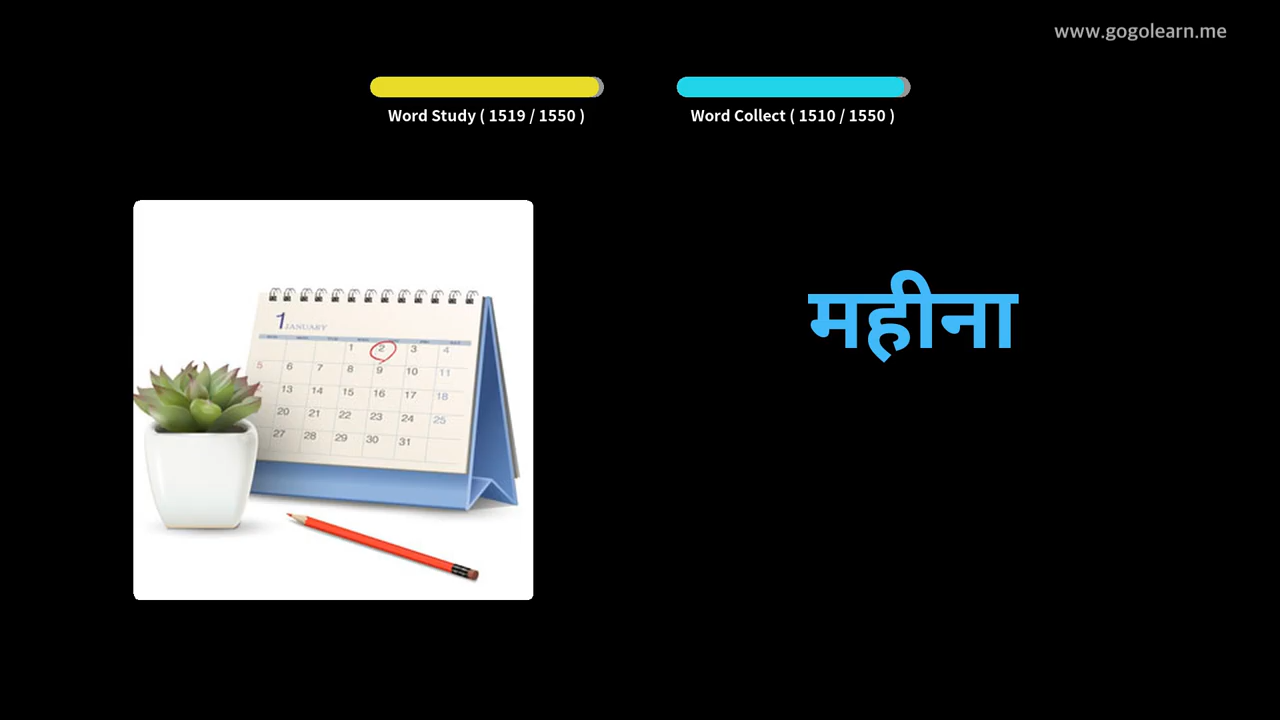 www.gogolearn.me
Word Study ( 1519 / 1550 )
Word Collect ( 1510 / 1550 )
महीना
1 JANUARY
1 2 3 4
5 6 7 8 9 10 11
13 14 15 16 17 18
20 21 22 23 24 25
27 28 29 30 31